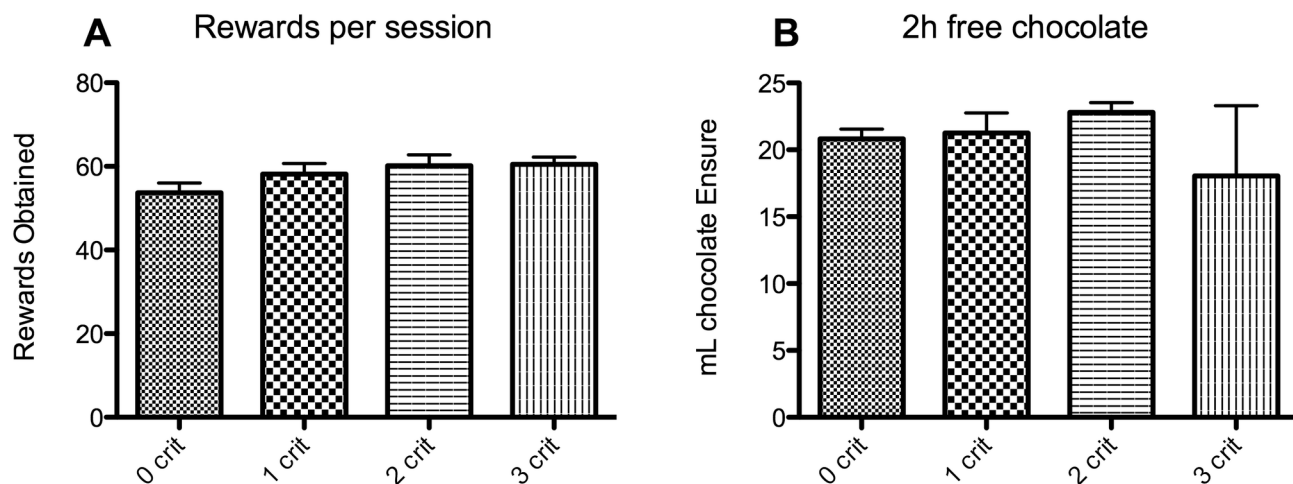 A Rewards per session
Rewards Obtained
80
60
40
20
0
0 crit
1 crit
2 crit
3 crit
B 2h free chocolate
mL chocolate Ensure
25
20
15
10
5
0
0 crit
1 crit
2 crit
3 crit